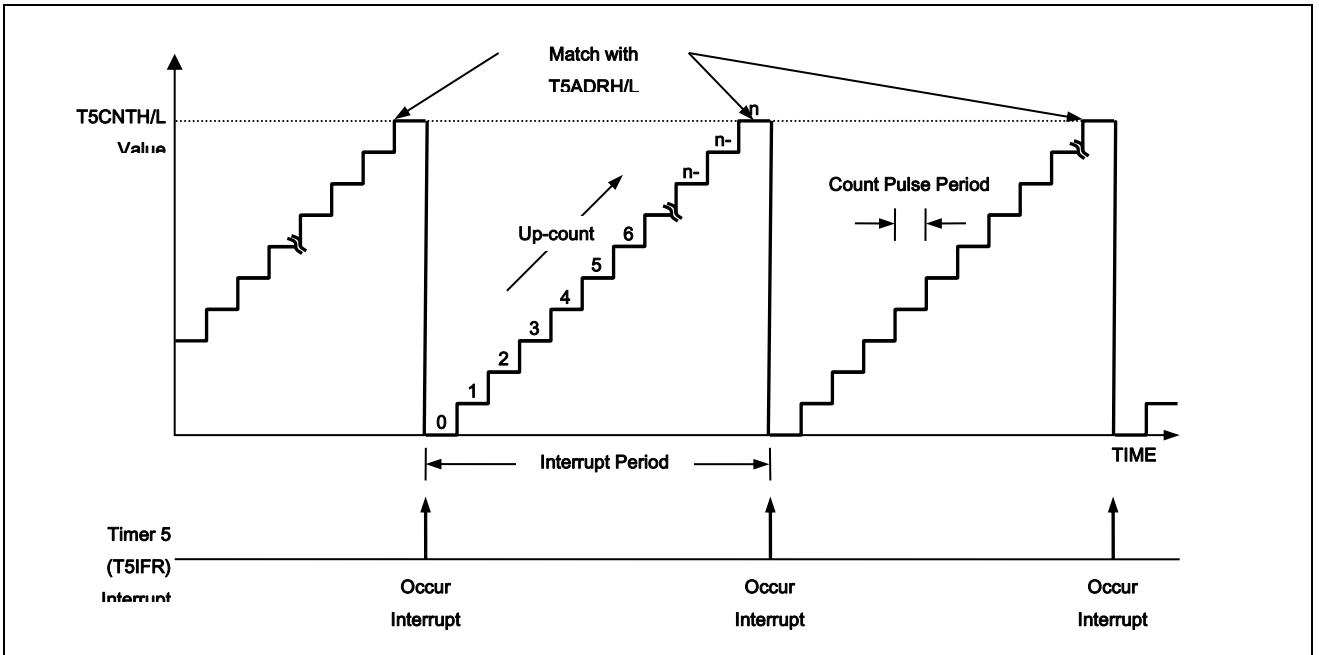 Match with
T5ADRH/L
T5CNTH/L
Value
n
n-
n-
Count Pulse Period
Up-count
6
5
4
3
2
1
0
Interrupt Period
TIME
Timer 5
(T5IFR)
Interrupt
Occur
Interrupt
Occur
Interrupt
Occur
Interrupt